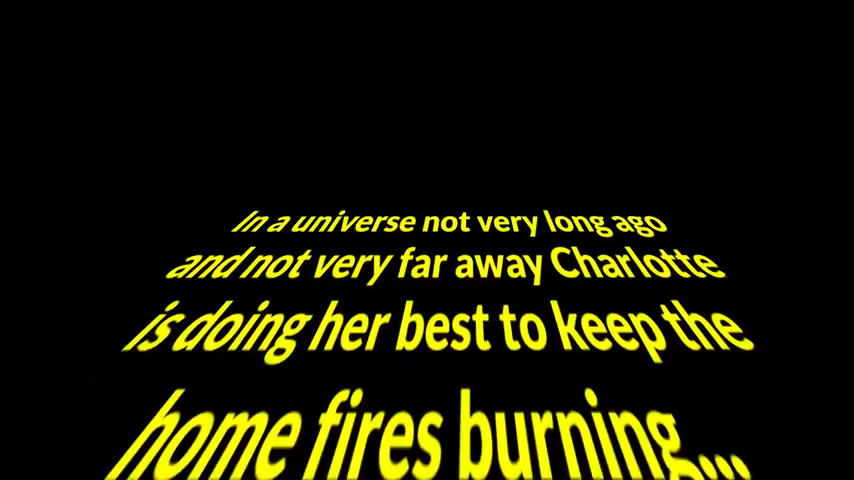 In a universe not very long ago
and not very far away Charlotte
is doing her best to keep the
home fires burning...